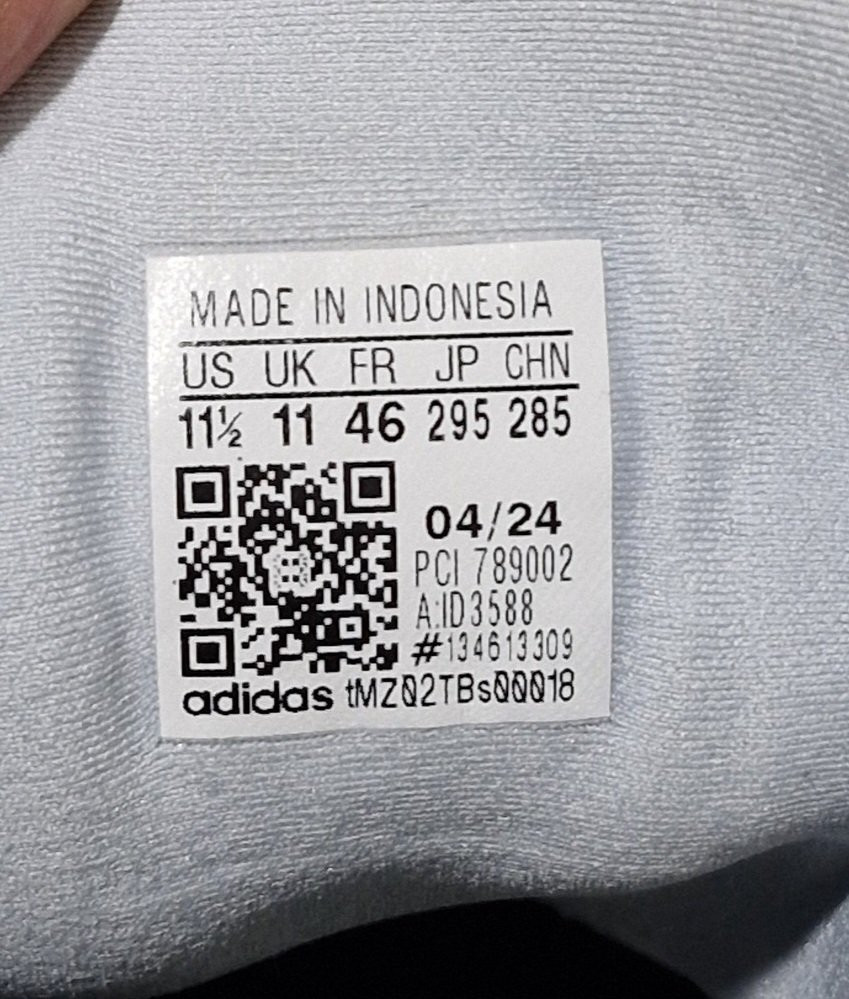 MADE IN INDONESIA
US UK FR JP CHN
11½ 11 46 295 285
04/24
PCI 789002
A:ID3588
#134613309
adidas tMZ02TBs00018